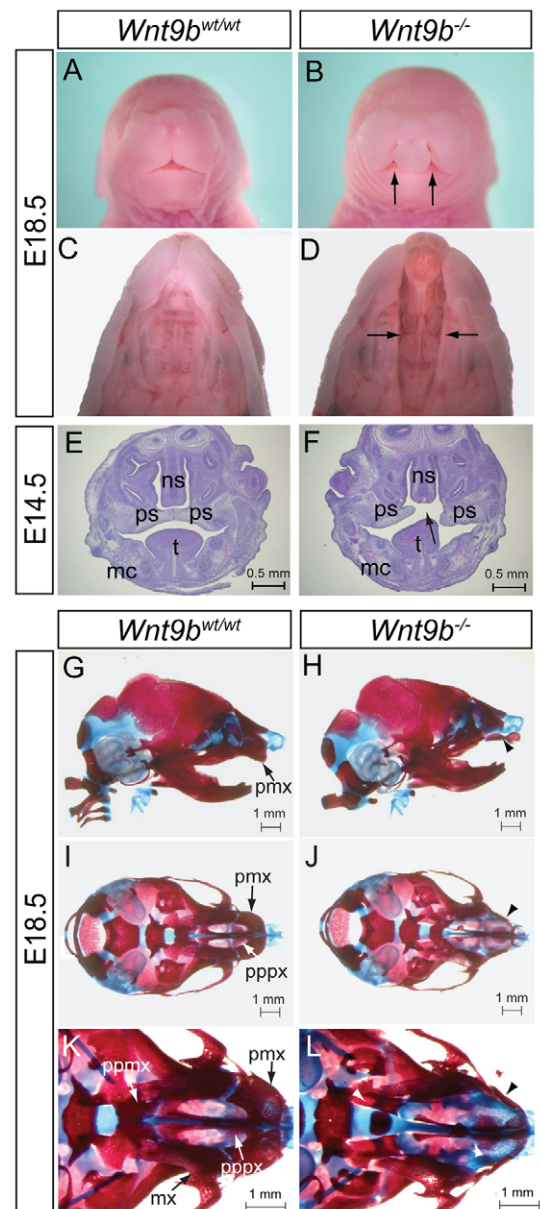 Wnt9bwt/wt
Wnt9b-/-
E18.5
A
B
C
D
E14.5
E
ns
ps
ps
t
mc
0.5 mm
F
ns
ps
ps
t
mc
0.5 mm
Wnt9bwt/wt
Wnt9b-/-
E18.5
G
pmx
1 mm
H
1 mm
I
pmx
pppx
1 mm
J
1 mm
K
ppmx
pmx
pppx
mx
1 mm
L
1 mm